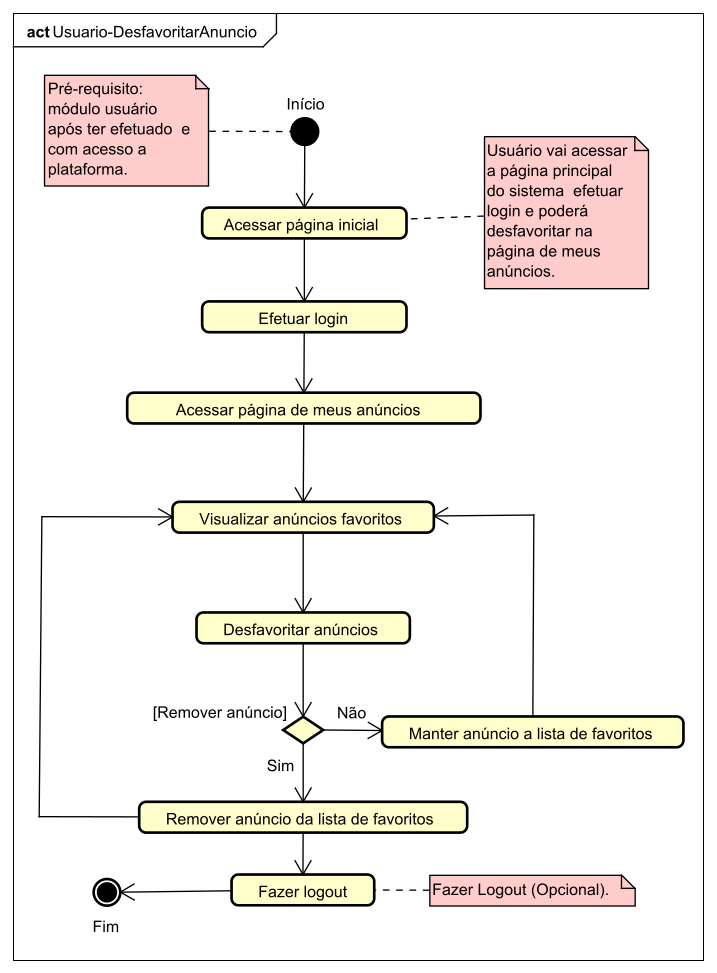 act Usuario-DesfavoritarAnuncio
Pré-requisito:
módulo usuário
após ter efetuado  e
com acesso a
plataforma.
Início
Usuário vai acessar
a página principal
do sistema  efetuar
login e poderá
desfavoritar na
página de meus
anúncios.
Acessar página inicial
Efetuar login
Acessar página de meus anúncios
Visualizar anúncios favoritos
Desfavoritar anúncios
[Remover anúncio]
Não
Manter anúncio a lista de favoritos
Sim
Remover anúncio da lista de favoritos
Fazer logout
Fazer Logout (Opcional).
Fim